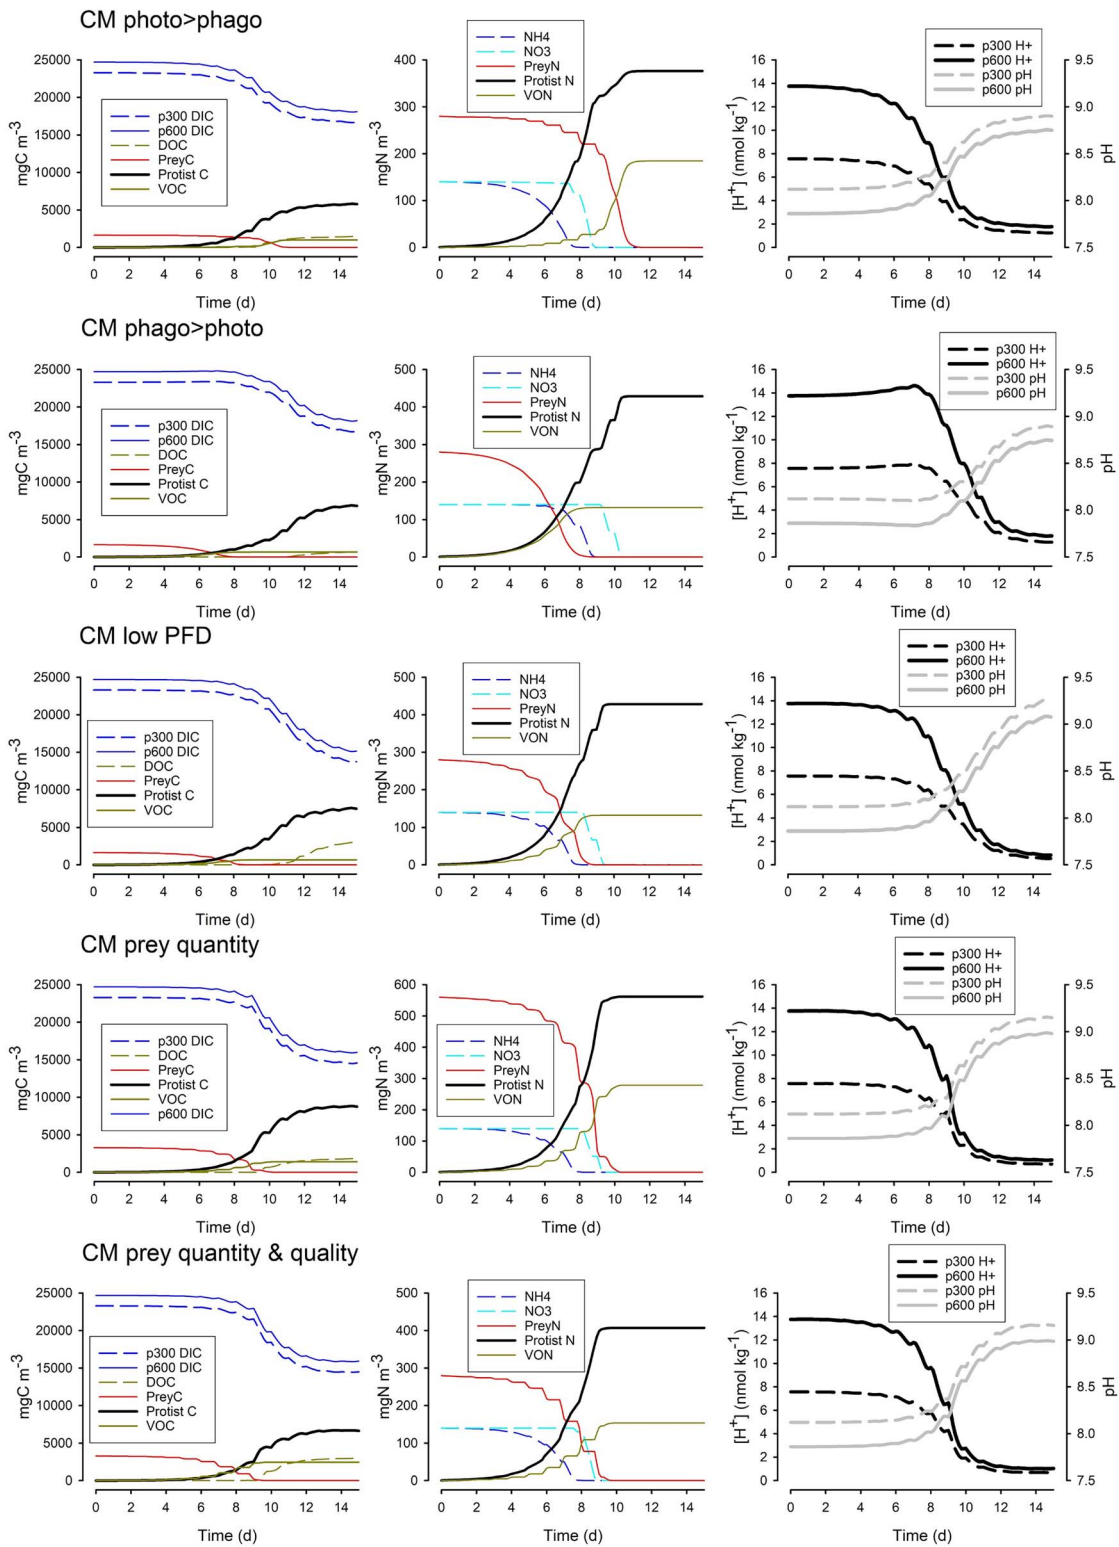 CM photo>phago
25000
20000
15000
10000
5000
0
mgC m⁻³
p300 DIC
p600 DIC
DOC
PreyC
Protist C
VOC
0 2 4 6 8 10 12 14
Time (d)
400
300
200
100
0
mgN m⁻³
NH4
NO3
PreyN
Protist N
VON
0 2 4 6 8 10 12 14
Time (d)
16
14
12
10
8
6
4
2
0
[H⁺] (nmol kg⁻¹)
p300 H+
p600 H+
p300 pH
p600 pH
9.5
9.0
8.5
8.0
7.5
pH
0 2 4 6 8 10 12 14
Time (d)
CM phago>photo
25000
20000
15000
10000
5000
0
mgC m⁻³
p300 DIC
p600 DIC
DOC
PreyC
Protist C
VOC
0 2 4 6 8 10 12 14
Time (d)
500
400
300
200
100
0
mgN m⁻³
NH4
NO3
PreyN
Protist N
VON
0 2 4 6 8 10 12 14
Time (d)
16
14
12
10
8
6
4
2
0
[H⁺] (nmol kg⁻¹)
p300 H+
p600 H+
p300 pH
p600 pH
9.5
9.0
8.5
8.0
7.5
pH
0 2 4 6 8 10 12 14
Time (d)
CM low PFD
25000
20000
15000
10000
5000
0
mgC m⁻³
p300 DIC
p600 DIC
DOC
PreyC
Protist C
VOC
0 2 4 6 8 10 12 14
Time (d)
500
400
300
200
100
0
mgN m⁻³
NH4
NO3
PreyN
Protist N
VON
0 2 4 6 8 10 12 14
Time (d)
16
14
12
10
8
6
4
2
0
[H⁺] (nmol kg⁻¹)
p300 H+
p600 H+
p300 pH
p600 pH
9.5
9.0
8.5
8.0
7.5
pH
0 2 4 6 8 10 12 14
Time (d)
CM prey quantity
25000
20000
15000
10000
5000
0
mgC m⁻³
p300 DIC
DOC
PreyC
Protist C
VOC
p600 DIC
0 2 4 6 8 10 12 14
Time (d)
600
500
400
300
200
100
0
mgN m⁻³
NH4
NO3
PreyN
Protist N
VON
0 2 4 6 8 10 12 14
Time (d)
16
14
12
10
8
6
4
2
0
[H⁺] (nmol kg⁻¹)
p300 H+
p600 H+
p300 pH
p600 pH
9.5
9.0
8.5
8.0
7.5
pH
0 2 4 6 8 10 12 14
Time (d)
CM prey quantity & quality
25000
20000
15000
10000
5000
0
mgC m⁻³
p300 DIC
p600 DIC
DOC
PreyC
Protist C
VOC
0 2 4 6 8 10 12 14
Time (d)
500
400
300
200
100
0
mgN m⁻³
NH4
NO3
PreyN
Protist N
VON
0 2 4 6 8 10 12 14
Time (d)
16
14
12
10
8
6
4
2
0
[H⁺] (nmol kg⁻¹)
p300 H+
p600 H+
p300 pH
p600 pH
9.5
9.0
8.5
8.0
7.5
pH
0 2 4 6 8 10 12 14
Time (d)